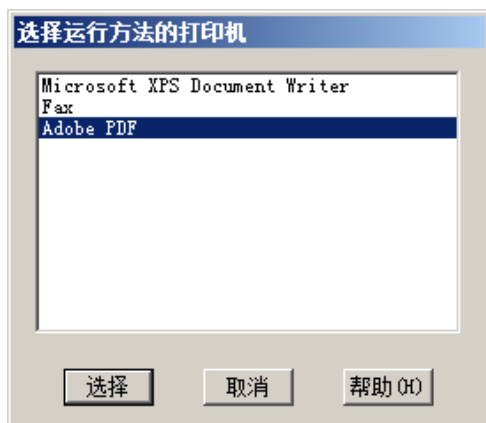 选择运行方法的打印机
Microsoft XPS Document Writer
Fax
Adobe PDF
选择
取消
帮助(H)